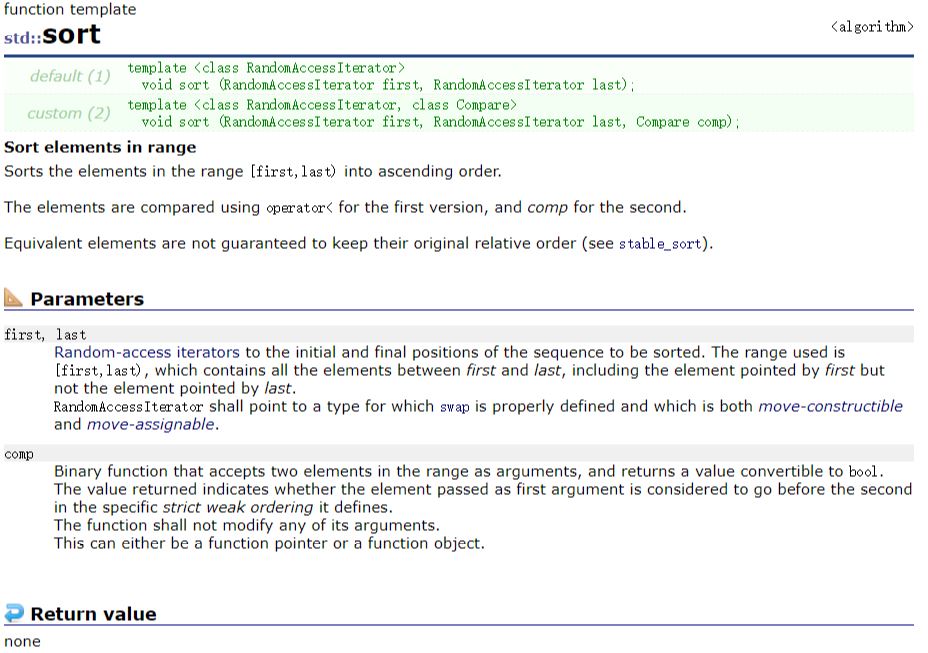 function template
std::sort
<algorithm>
default (1)
template <class RandomAccessIterator>
void sort (RandomAccessIterator first, RandomAccessIterator last);
custom (2)
template <class RandomAccessIterator, class Compare>
void sort (RandomAccessIterator first, RandomAccessIterator last, Compare comp);
Sort elements in range
Sorts the elements in the range [first,last) into ascending order.
The elements are compared using operator< for the first version, and comp for the second.
Equivalent elements are not guaranteed to keep their original relative order (see stable_sort).
Parameters
first, last
Random-access iterators to the initial and final positions of the sequence to be sorted. The range used is
[first,last), which contains all the elements between first and last, including the element pointed by first but
not the element pointed by last.
RandomAccessIterator shall point to a type for which swap is properly defined and which is both move-constructible
and move-assignable.
comp
Binary function that accepts two elements in the range as arguments, and returns a value convertible to bool.
The value returned indicates whether the element passed as first argument is considered to go before the second
in the specific strict weak ordering it defines.
The function shall not modify any of its arguments.
This can either be a function pointer or a function object.
Return value
none